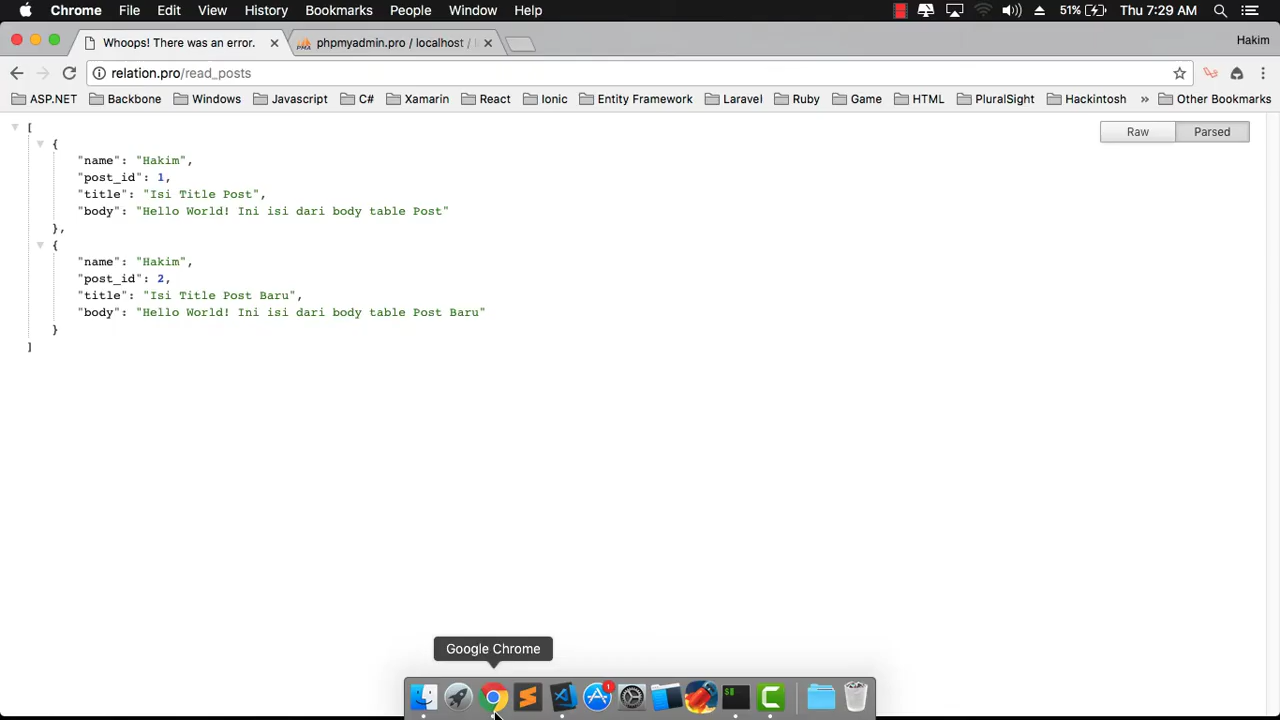 Chrome File Edit View History Bookmarks People Window Help 51% Thu 7:29 AM
Whoops! There was an error. phpmyadmin.pro / localhost / Hakim
relation.pro/read_posts
ASP.NET Backbone Windows Javascript C# Xamarin React Ionic Entity Framework Laravel Ruby Game HTML PluralSight Hackintosh » Other Bookmarks
Raw Parsed
[
{
"name": "Hakim",
"post_id": 1,
"title": "Isi Title Post",
"body": "Hello World! Ini isi dari body table Post"
},
{
"name": "Hakim",
"post_id": 2,
"title": "Isi Title Post Baru",
"body": "Hello World! Ini isi dari body table Post Baru"
}
]
Google Chrome
1